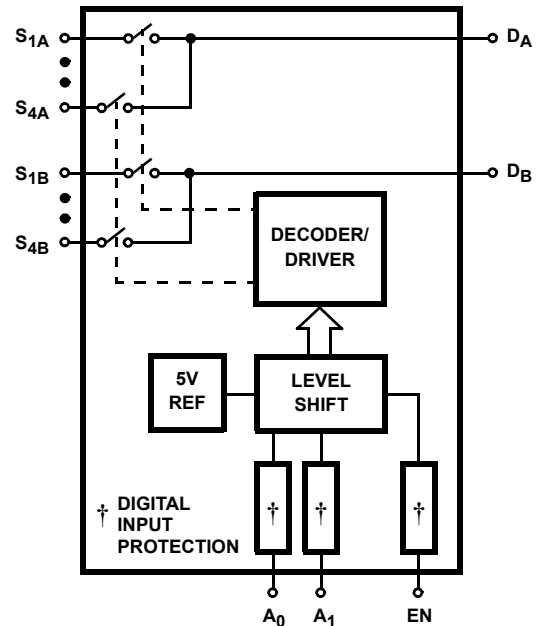 S1A
DA
S4A
S1B
DB
S4B
DECODER/
DRIVER
5V
REF
LEVEL
SHIFT
† DIGITAL
INPUT
PROTECTION
†
†
†
A0
A1
EN